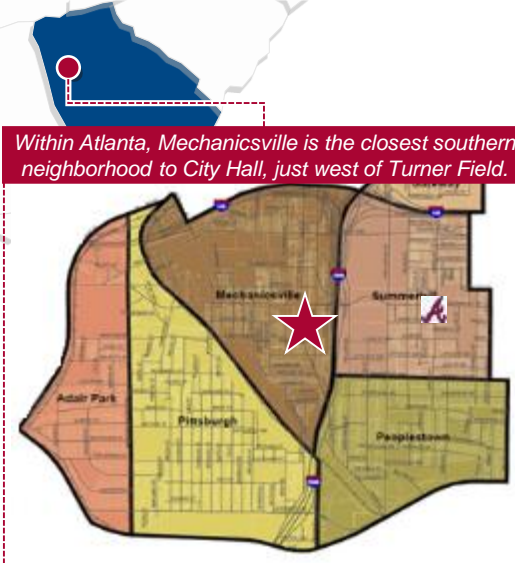 Within Atlanta, Mechanicsville is the closest southern
neighborhood to City Hall, just west of Turner Field.
Mechanicsville
Adair Park
Pittsburgh
Peoplestown